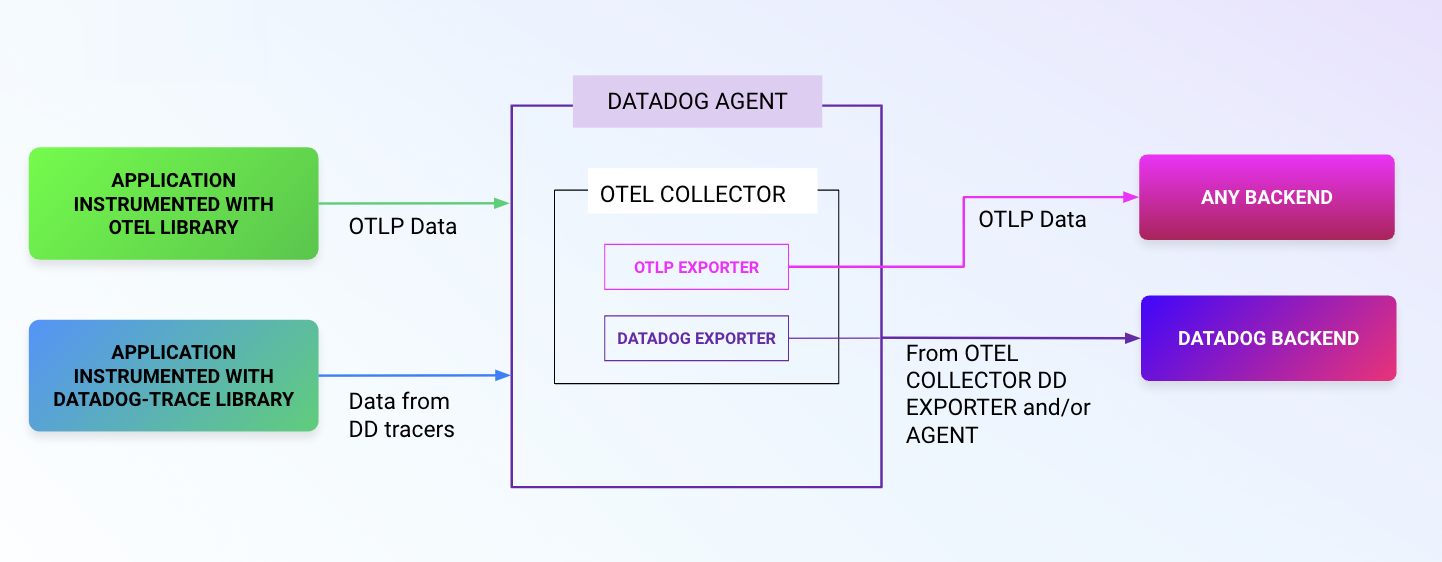 DATADOG AGENT
APPLICATION
INSTRUMENTED WITH
OTEL LIBRARY
OTLP Data
OTEL COLLECTOR
OTLP EXPORTER
DATADOG EXPORTER
OTLP Data
ANY BACKEND
APPLICATION
INSTRUMENTED WITH
DATADOG-TRACE LIBRARY
Data from
DD tracers
From OTEL
COLLECTOR DD
EXPORTER and/or
AGENT
DATADOG BACKEND